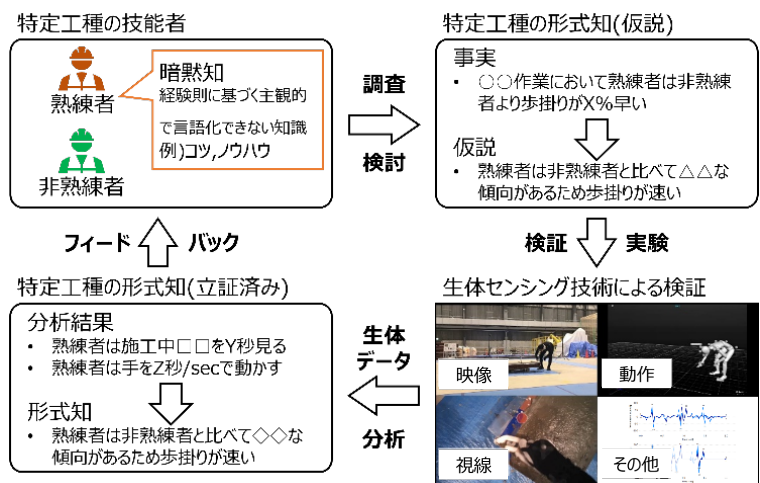 特定工種の技能者
熟練者
非熟練者
暗黙知
経験則に基づく主観的
で言語化できない知識
例)コツ,ノウハウ
調査
検討
特定工種の形式知(仮説)
事実
• ○○作業において熟練者は非熟練
者より歩掛りがX%早い
仮説
• 熟練者は非熟練者と比べて△△な
傾向があるため歩掛りが速い
検証
実験
生体センシング技術による検証
映像
動作
視線
その他
生体
データ
分析
特定工種の形式知(立証済み)
分析結果
• 熟練者は施工中□□をY秒見る
• 熟練者は手をZ秒/secで動かす
形式知
• 熟練者は非熟練者と比べて◇◇な
傾向があるため歩掛りが速い
フィード
バック